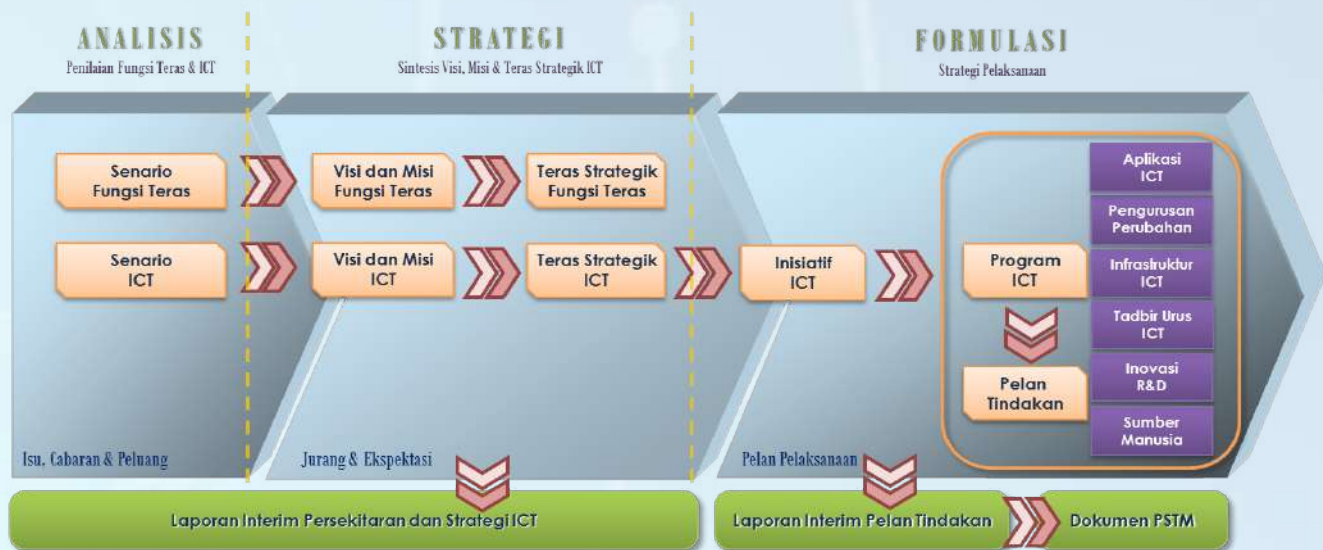 ANALISIS
Penilaian Fungsi Teras & ICT
STRATEGI
Sintesis Visi, Misi & Teras Strategik ICT
FORMULASI
Strategi Pelaksanaan
Senario
Fungsi Teras
Visi dan Misi
Fungsi Teras
Teras Strategik
Fungsi Teras
Senario
ICT
Visi dan Misi
ICT
Teras Strategik
ICT
Inisiatif
ICT
Program
ICT
Pelan
Tindakan
Aplikasi
ICT
Pengurusan
Perubahan
Infrastruktur
ICT
Tadbir Urus
ICT
Inovasi
R&D
Sumber
Manusia
Isu, Cabaran & Peluang
Jurang & Ekspektasi
Pelan Pelaksanaan
Laporan Interim Persekitaran dan Strategi ICT
Laporan Interim Pelan Tindakan
Dokumen PSTM